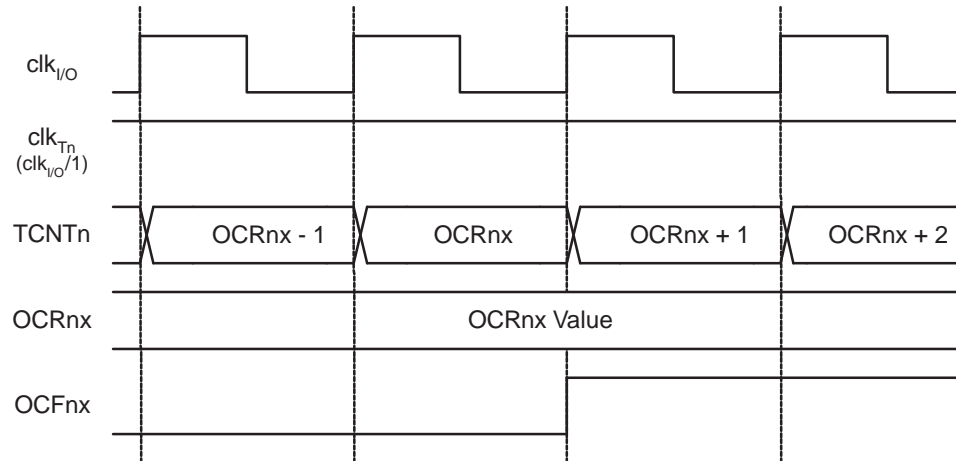 clkI/O
clkTn
(clkI/O/1)
TCNTn
OCRnx - 1
OCRnx
OCRnx + 1
OCRnx + 2
OCRnx
OCRnx Value
OCFnx